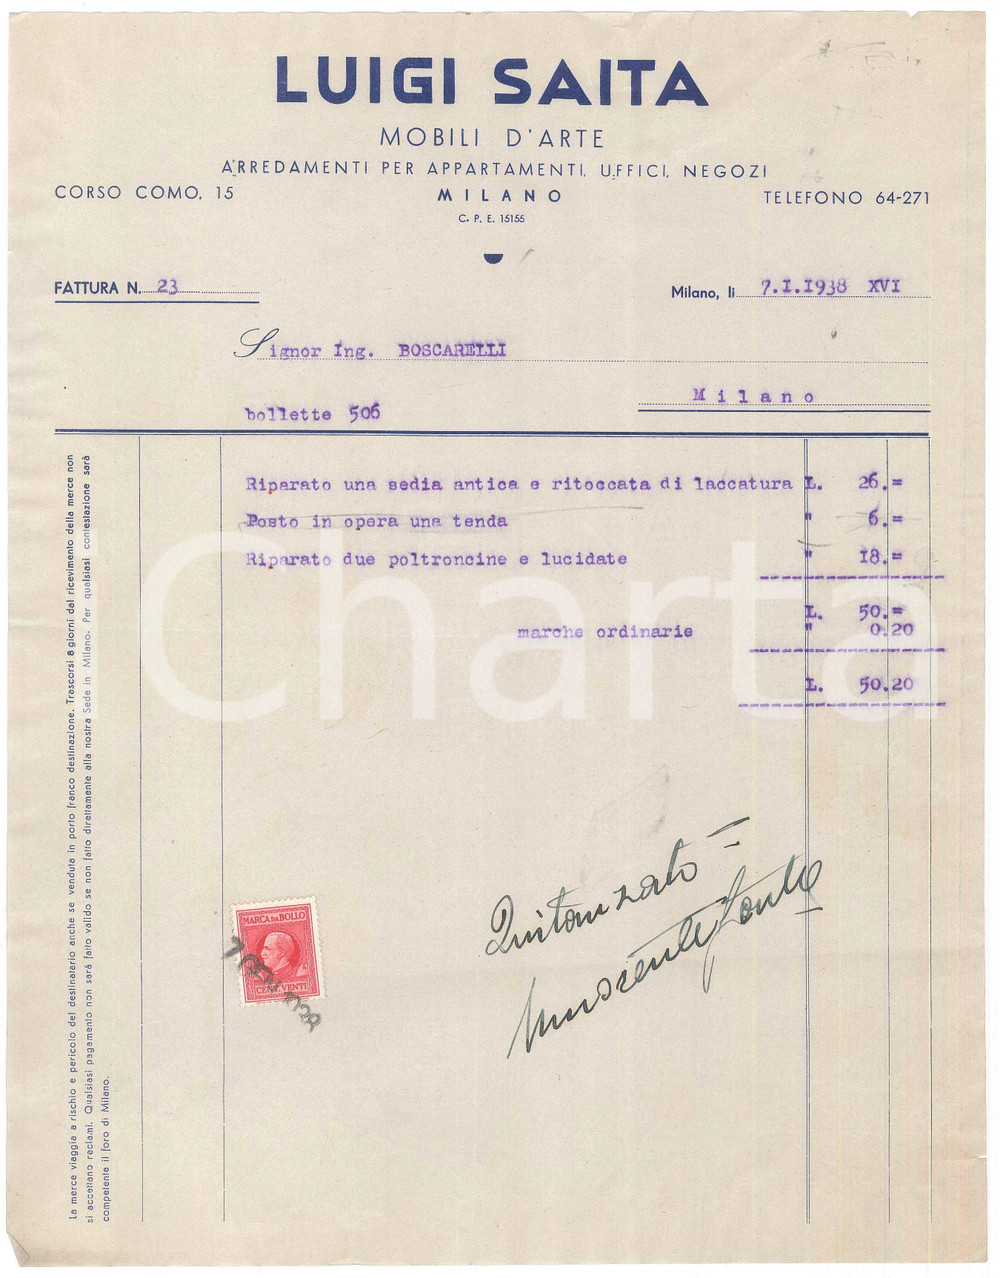 LUIGI SAITA
MOBILI D'ARTE
ARREDAMENTI PER APPARTAMENTI, UFFICI, NEGOZI
CORSO COMO, 15
MILANO
TELEFONO 64-271
C. P. E. 15155
FATTURA N. 23
Milano, li 7.I.1938 XVI
Signor Ing. BOSCARELLI
Milano
bollette 506
Riparato una sedia antica e ritoccata di laccatura L. 26.=
Posto in opera una tenda " 6.=
Riparato due poltroncine e lucidate " 18.=
L. 50.=
marche ordinarie " 0.20
L. 50.20
Charta
Quitanzato
MARCA DA BOLLO
CENT. VENTI
La merce viaggia a rischio e pericolo del destinatario anche se venduta in porto franco destinazione. Trascorsi 8 giorni dal ricevimento della merce non
si accettano reclami. Qualsiasi pagamento non sarà fatto valido se non fatto direttamente alla nostra Sede in Milano. Per qualsiasi contestazione sarà
competente il foro di Milano.